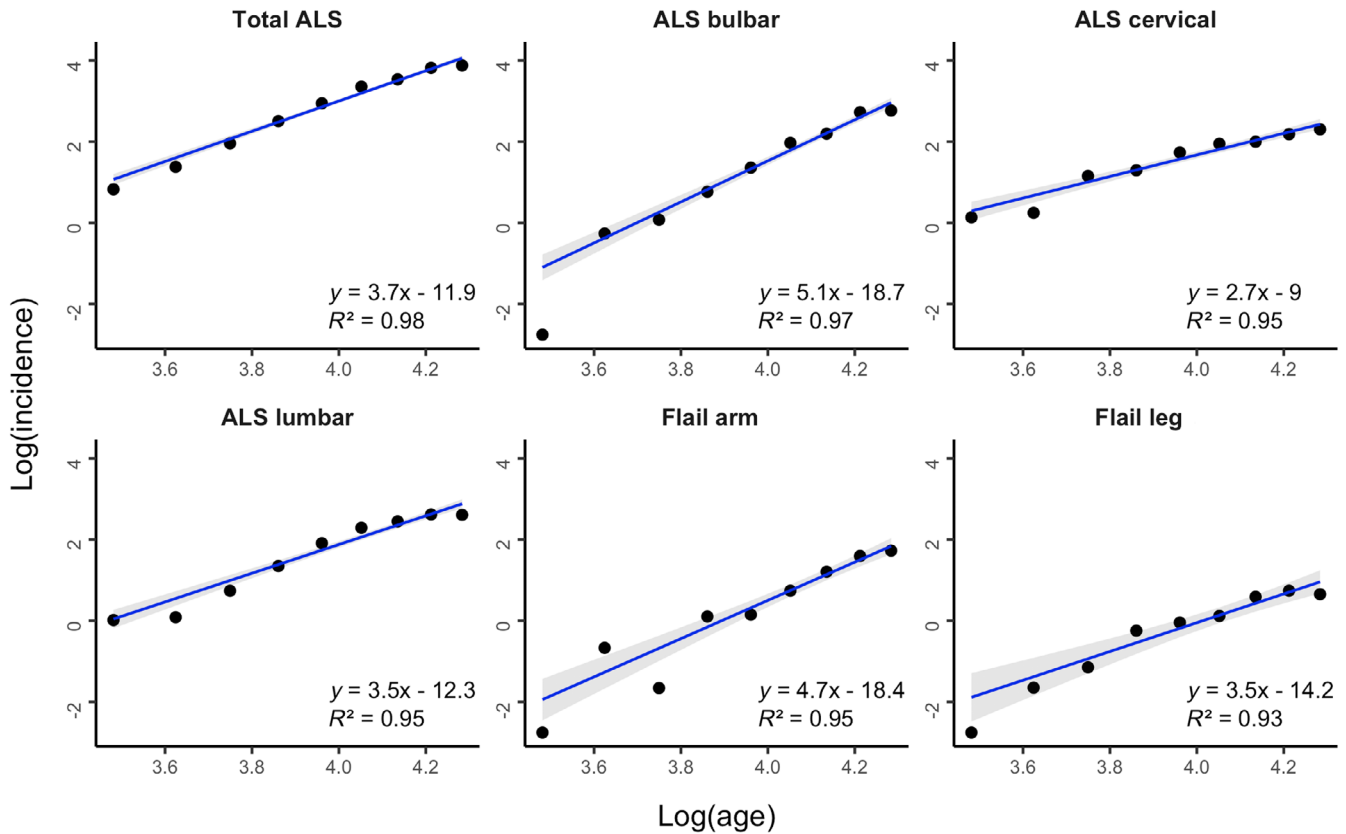 Total ALS
ALS bulbar
ALS cervical
4
2
0
-2
y = 3.7x - 11.9
R² = 0.98
3.6 3.8 4.0 4.2
4
2
0
-2
y = 5.1x - 18.7
R² = 0.97
3.6 3.8 4.0 4.2
4
2
0
-2
y = 2.7x - 9
R² = 0.95
3.6 3.8 4.0 4.2
Log(incidence)
ALS lumbar
Flail arm
Flail leg
4
2
0
-2
y = 3.5x - 12.3
R² = 0.95
3.6 3.8 4.0 4.2
4
2
0
-2
y = 4.7x - 18.4
R² = 0.95
3.6 3.8 4.0 4.2
4
2
0
-2
y = 3.5x - 14.2
R² = 0.93
3.6 3.8 4.0 4.2
Log(age)